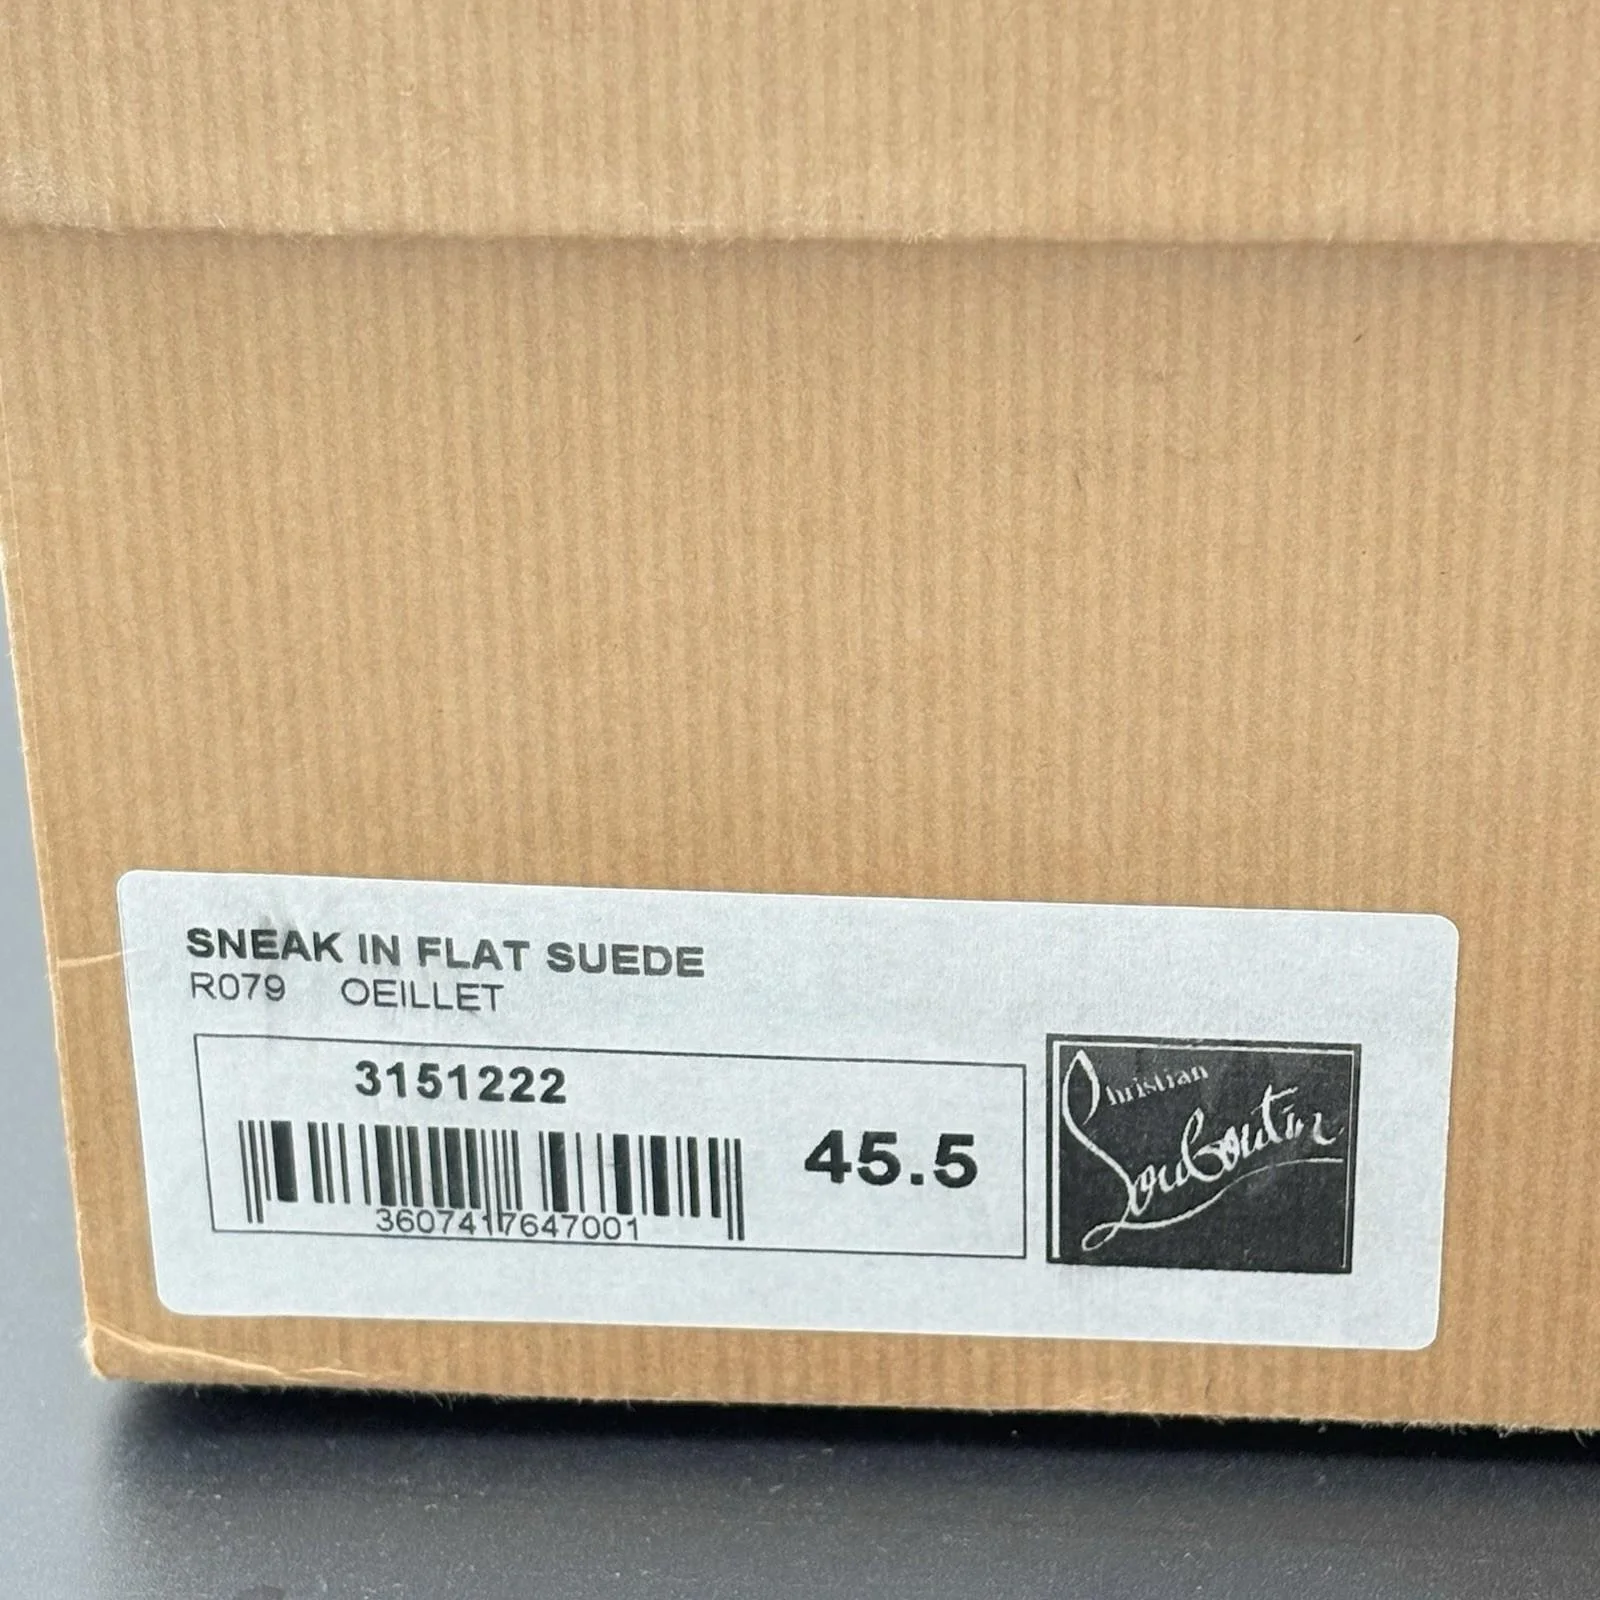 SNEAK IN FLAT SUEDE
R079 OEILLET
3151222
45.5
3607417647001
Christian
Louboutin